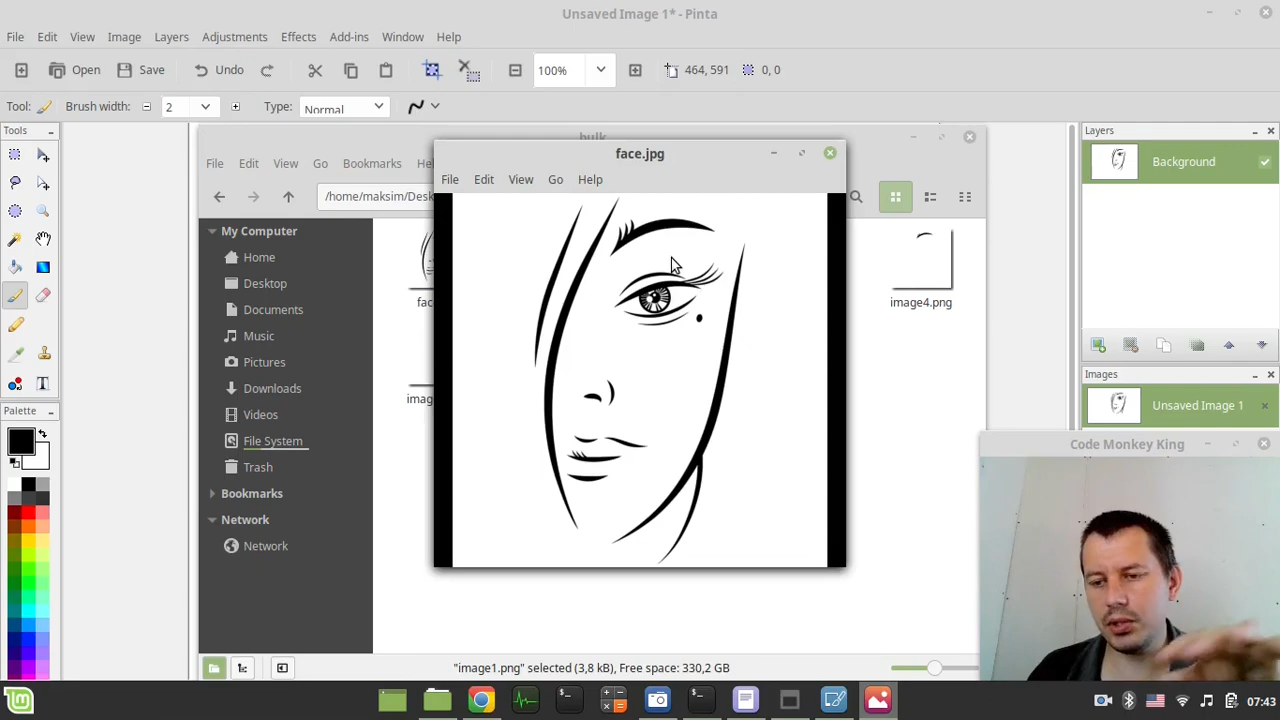 Unsaved Image 1* - Pinta
File Edit View Image Layers Adjustments Effects Add-ins Window Help
Open Save Undo 100% 464, 591 0, 0
Tool: Brush width: 2 Type: Normal
Tools
Palette
bulk
File Edit View Go Bookmarks
/home/maksim/Desk
My Computer
Home
Desktop
Documents
Music
Pictures
Downloads
Videos
File System
Trash
Bookmarks
Network
Network
image4.png
"image1.png" selected (3,8 kB), Free space: 330,2 GB
face.jpg
File Edit View Go Help
Layers
Background
Images
Unsaved Image 1
Code Monkey King
07:43